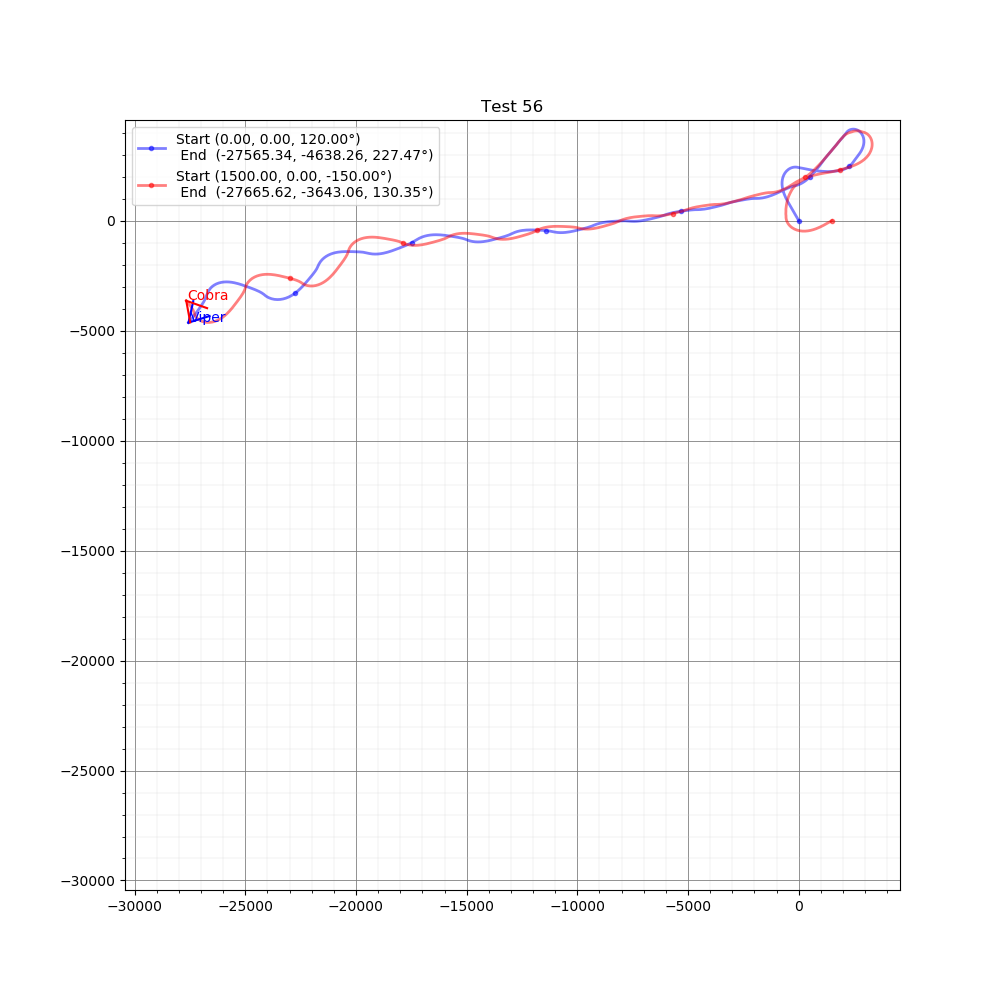 Test 56
Start (0.00, 0.00, 120.00°)
End (-27565.34, -4638.26, 227.47°)
Start (1500.00, 0.00, -150.00°)
End (-27665.62, -3643.06, 130.35°)
0
−5000
−10000
−15000
−20000
−25000
−30000
Cobra
Viper
−30000 −25000 −20000 −15000 −10000 −5000 0